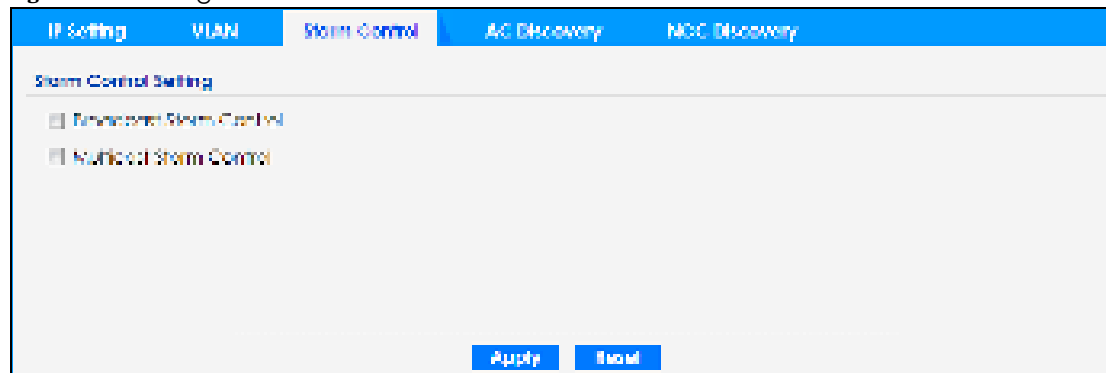 IP Setting VLAN Storm Control AC Discovery NCC Discovery
Storm Control Setting
Broadcast Storm Control
Multicast Storm Control
Apply Reset